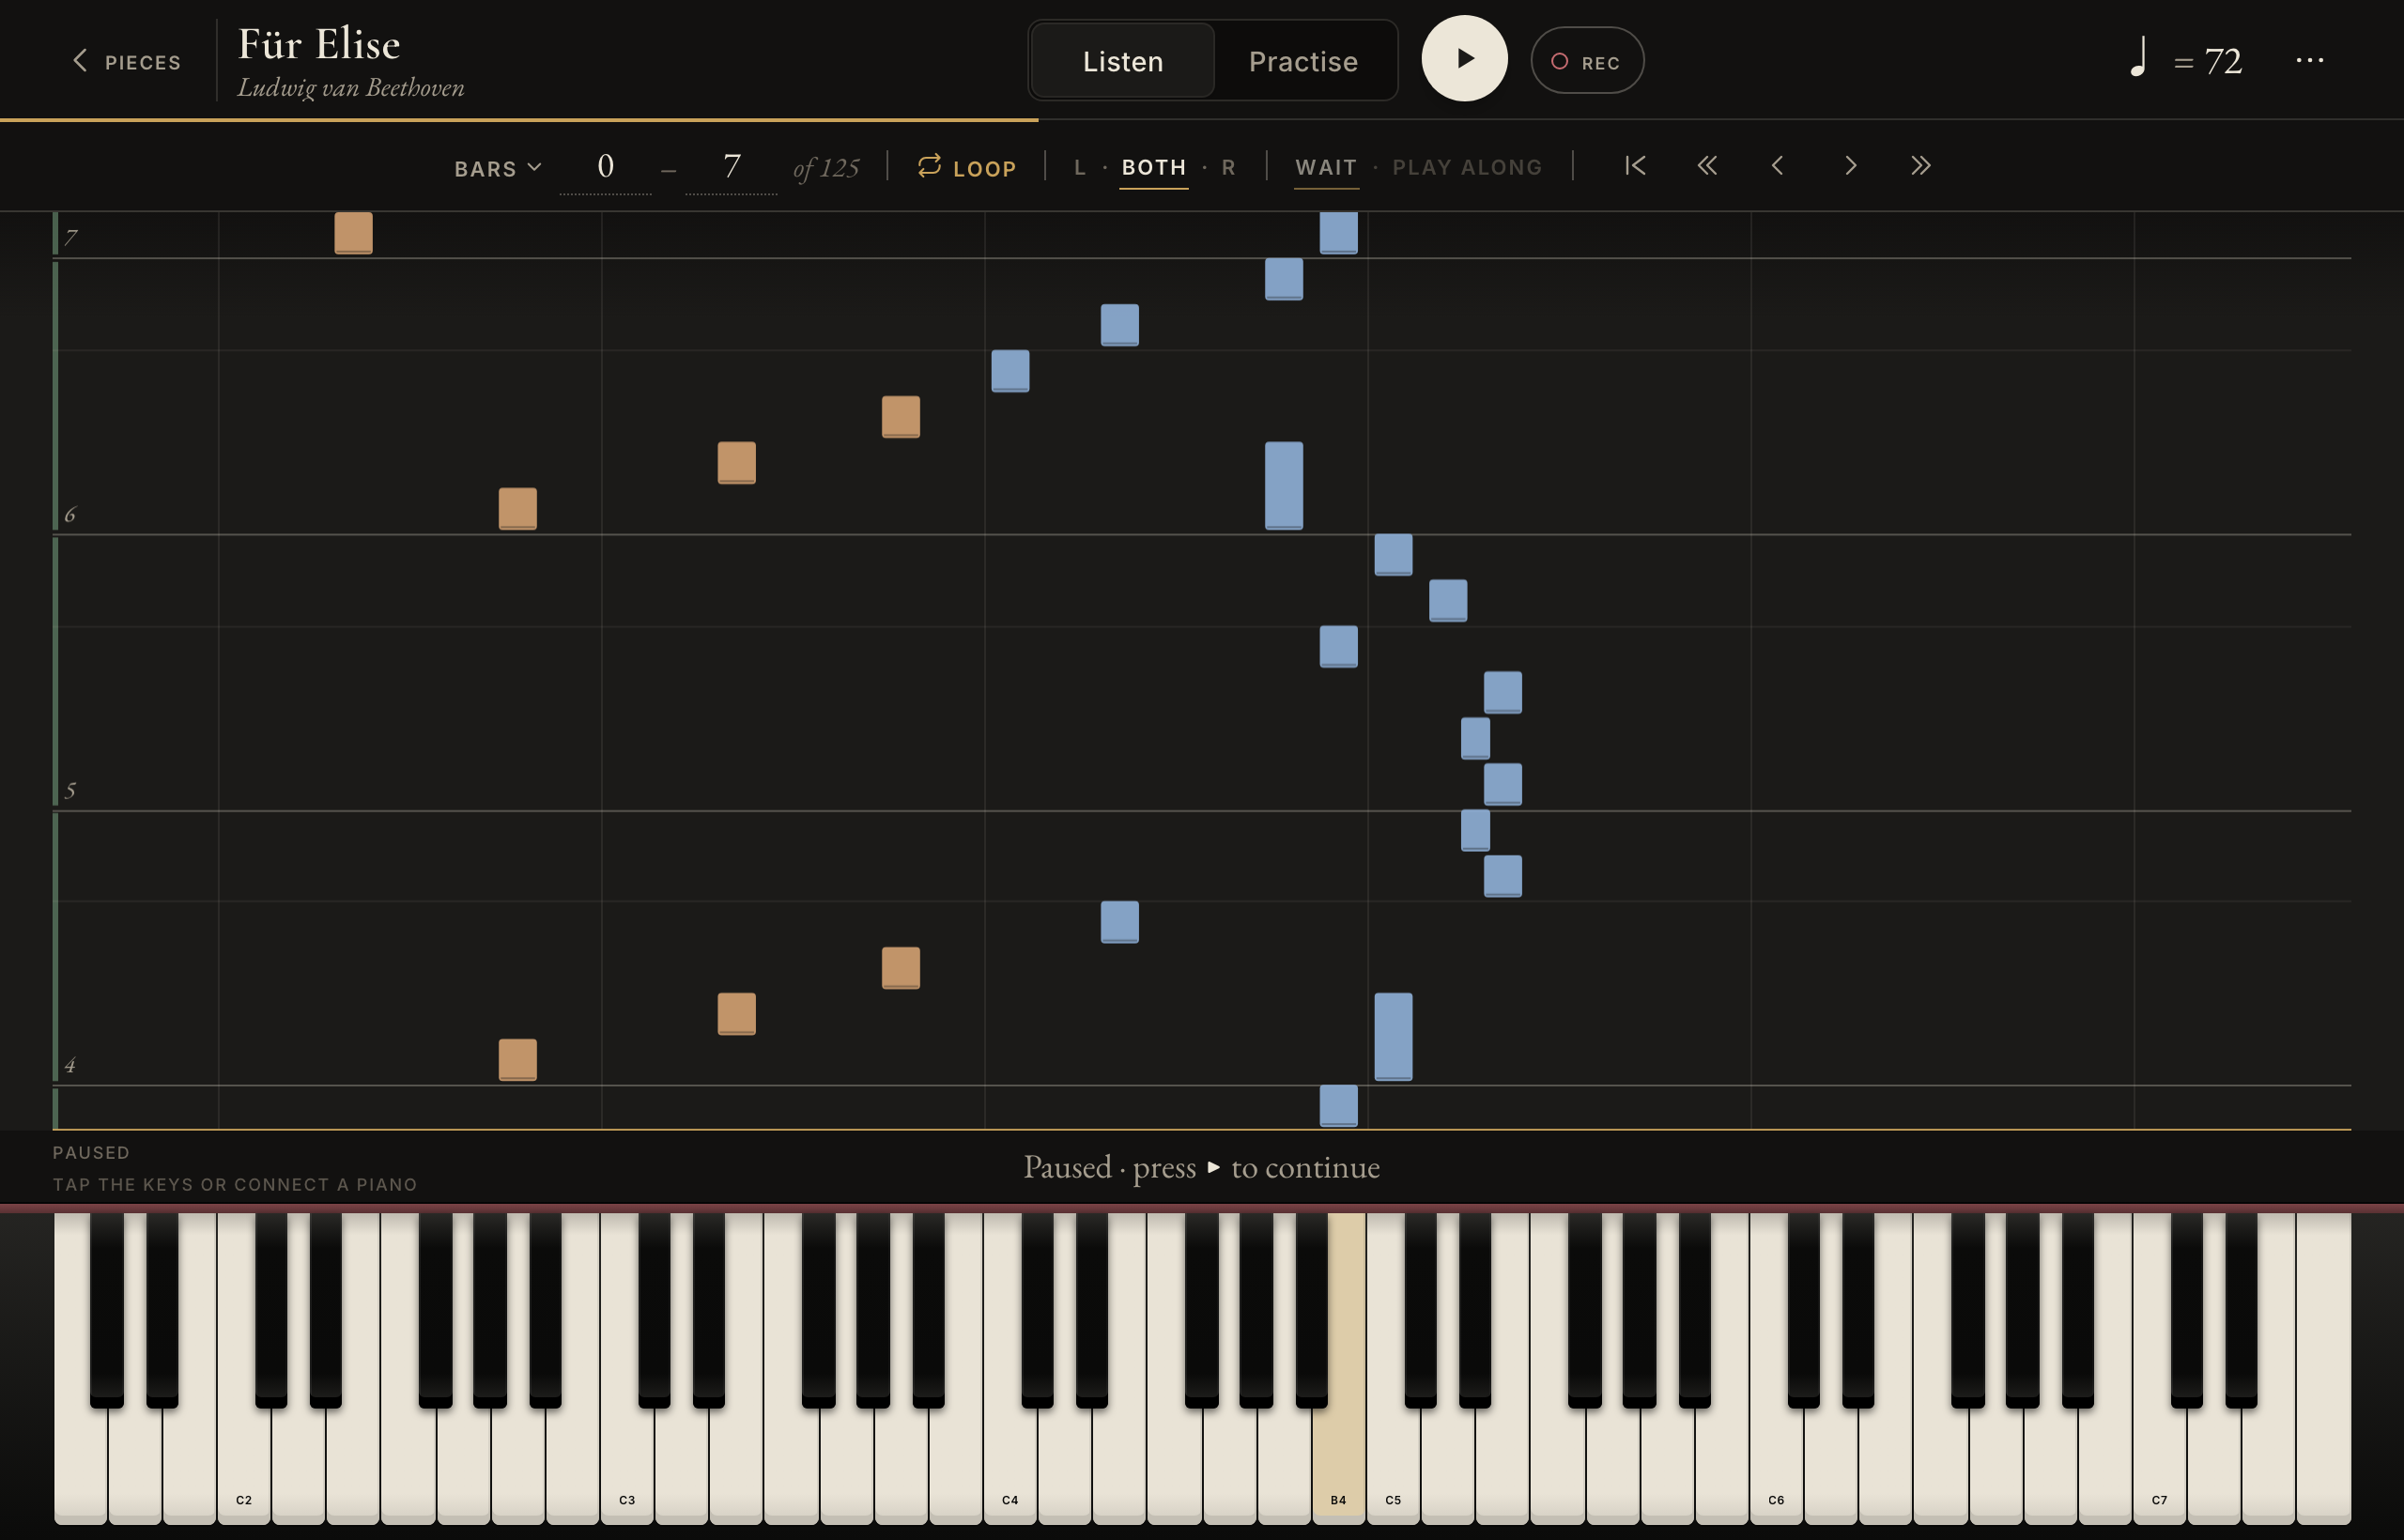 PIECES
Für Elise
Ludwig van Beethoven
Listen
Practise
REC
= 72
...
BARS
0 – 7 of 125
LOOP
L · BOTH · R
WAIT · PLAY ALONG
7
6
5
4
PAUSED
TAP THE KEYS OR CONNECT A PIANO
Paused · press ▸ to continue
C2 C3 C4 B4 C5 C6 C7